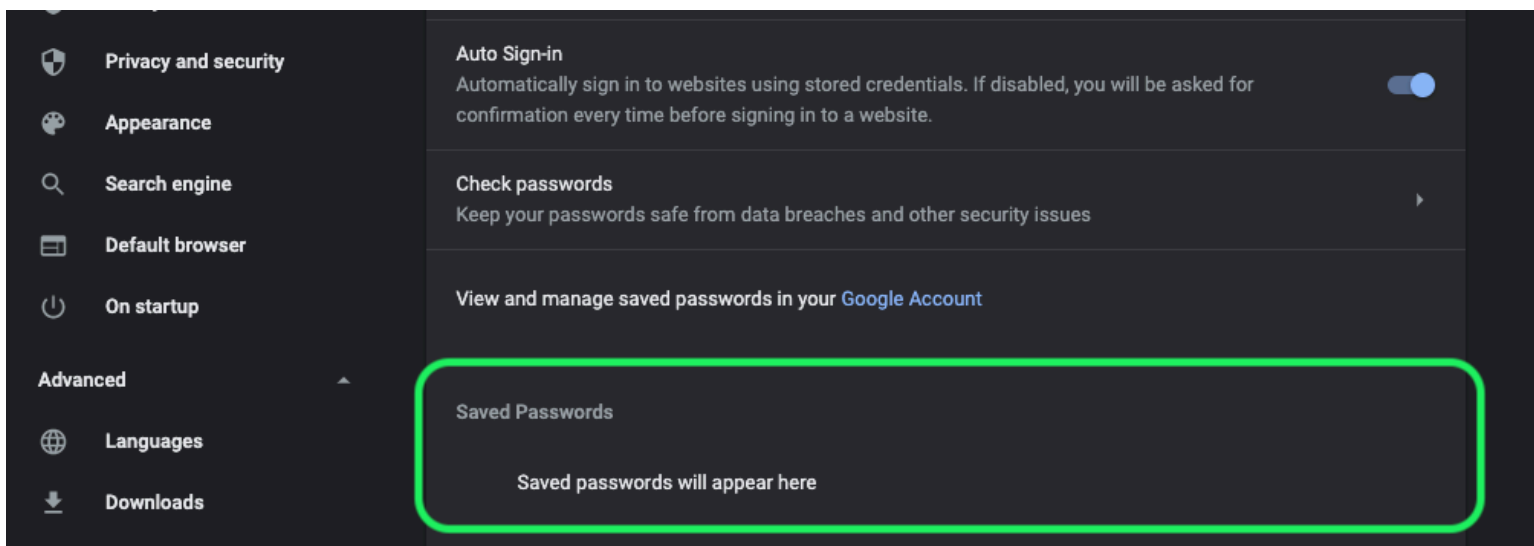 Privacy and security
Appearance
Search engine
Default browser
On startup
Advanced
Languages
Downloads
Auto Sign-in
Automatically sign in to websites using stored credentials. If disabled, you will be asked for
confirmation every time before signing in to a website.
Check passwords
Keep your passwords safe from data breaches and other security issues
View and manage saved passwords in your Google Account
Saved Passwords
Saved passwords will appear here